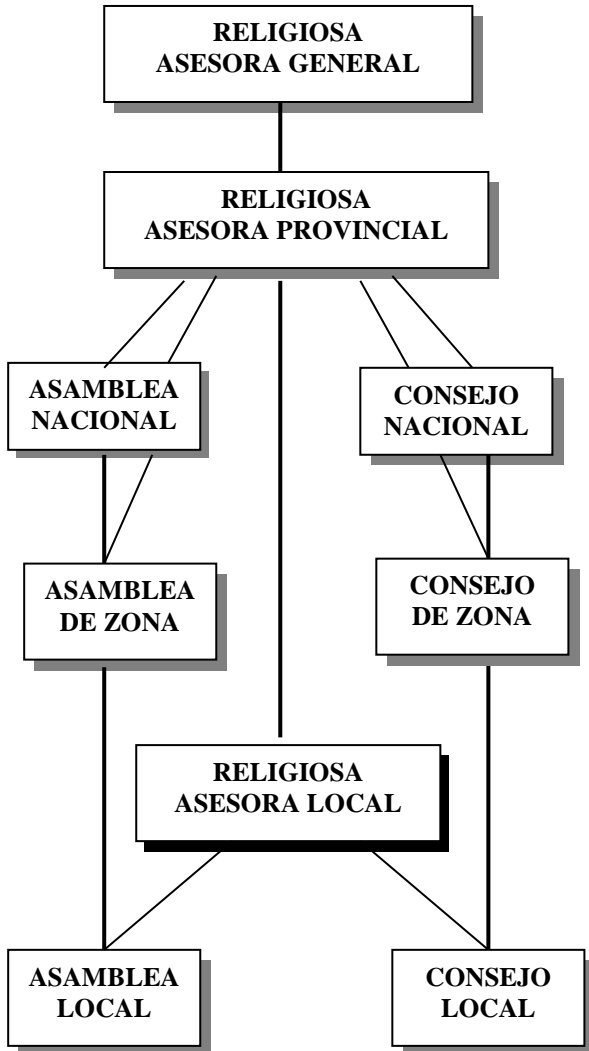 RELIGIOSA
ASESORA GENERAL
RELIGIOSA
ASESORA PROVINCIAL
ASAMBLEA
NACIONAL
CONSEJO
NACIONAL
ASAMBLEA
DE ZONA
CONSEJO
DE ZONA
RELIGIOSA
ASESORA LOCAL
ASAMBLEA
LOCAL
CONSEJO
LOCAL